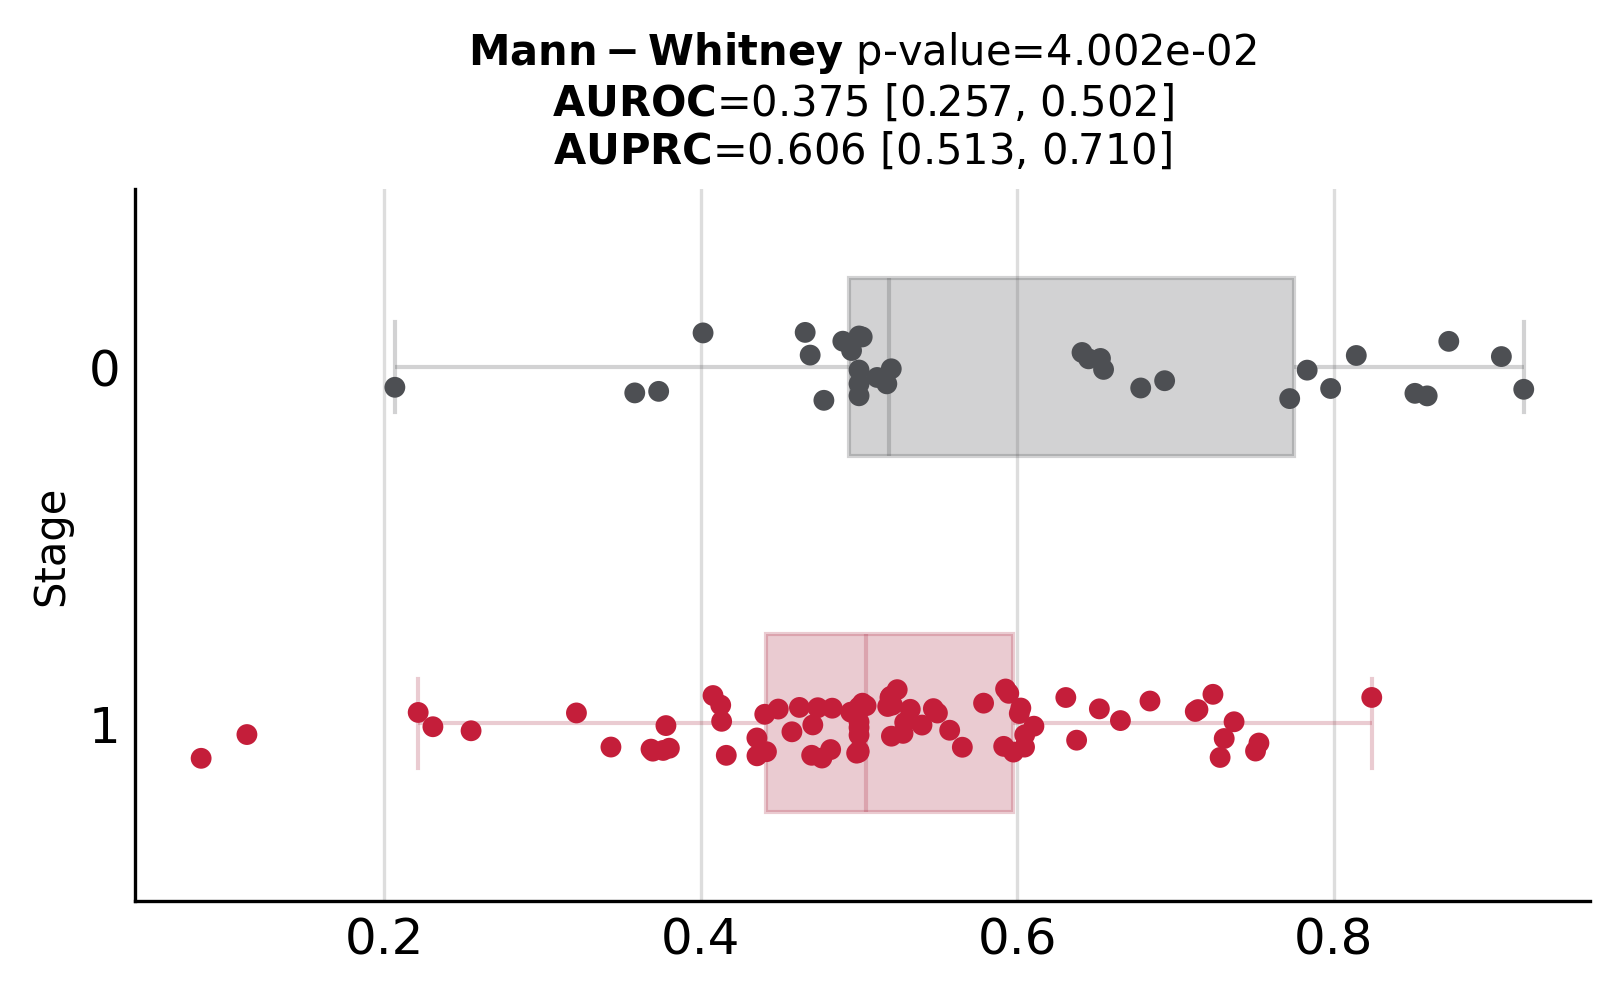 Mann – Whitney p-value=4.002e-02
AUROC=0.375 [0.257, 0.502]
AUPRC=0.606 [0.513, 0.710]
0
Stage
1
0.2 0.4 0.6 0.8